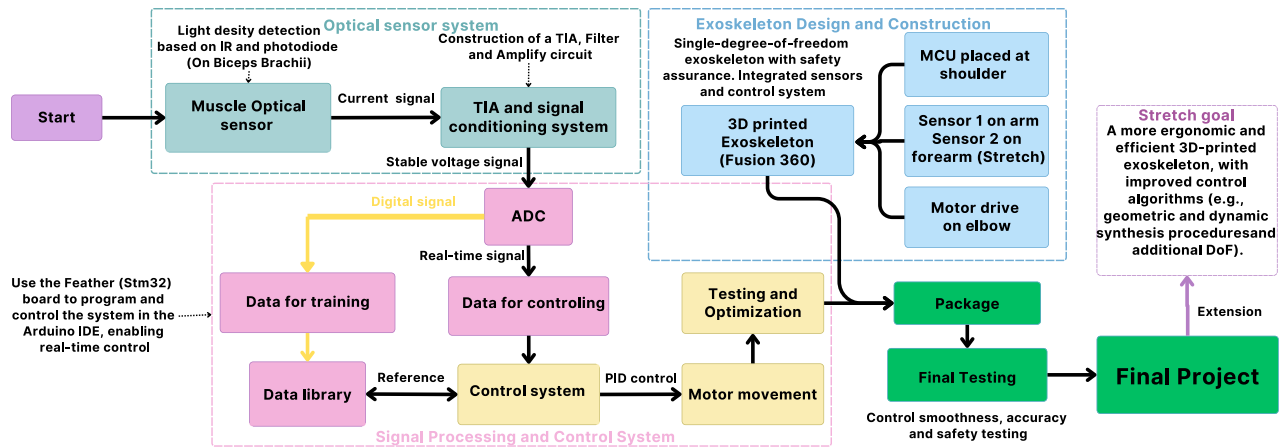 Optical sensor system
Light desity detection
based on IR and photodiode
(On Biceps Brachii)
Construction of a TIA, Filter
and Amplify circuit
Start
Muscle Optical
sensor
Current signal
TIA and signal
conditioning system
Stable voltage signal
Exoskeleton Design and Construction
Single-degree-of-freedom
exoskeleton with safety
assurance. Integrated sensors
and control system
3D printed
Exoskeleton
(Fusion 360)
MCU placed at
shoulder
Sensor 1 on arm
Sensor 2 on
forearm (Stretch)
Motor drive
on elbow
Stretch goal
A more ergonomic and
efficient 3D-printed
exoskeleton, with
improved control
algorithms (e.g.,
geometric and dynamic
synthesis proceduresand
additional DoF).
Digital signal
ADC
Real-time signal
Use the Feather (Stm32)
board to program and
control the system in the
Arduino IDE, enabling
real-time control
Data for training
Data for controling
Testing and
Optimization
Data library
Reference
Control system
PID control
Motor movement
Signal Processing and Control System
Package
Final Testing
Control smoothness, accuracy
and safety testing
Extension
Final Project